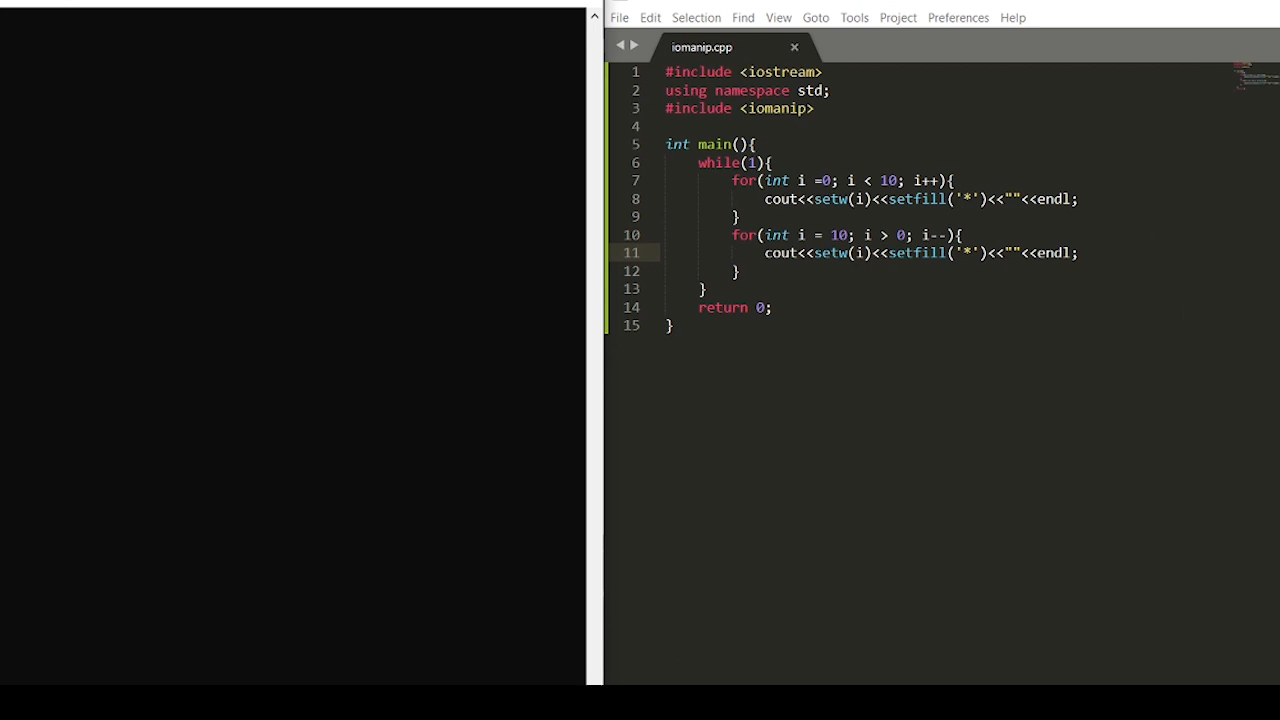 File Edit Selection Find View Goto Tools Project Preferences Help
iomanip.cpp ×
1 #include <iostream>
2 using namespace std;
3 #include <iomanip>
4
5 int main(){
6 while(1){
7 for(int i =0; i < 10; i++){
8 cout<<setw(i)<<setfill('*')<<""<<endl;
9 }
10 for(int i = 10; i > 0; i--){
11 cout<<setw(i)<<setfill('*')<<""<<endl;
12 }
13 }
14 return 0;
15 }